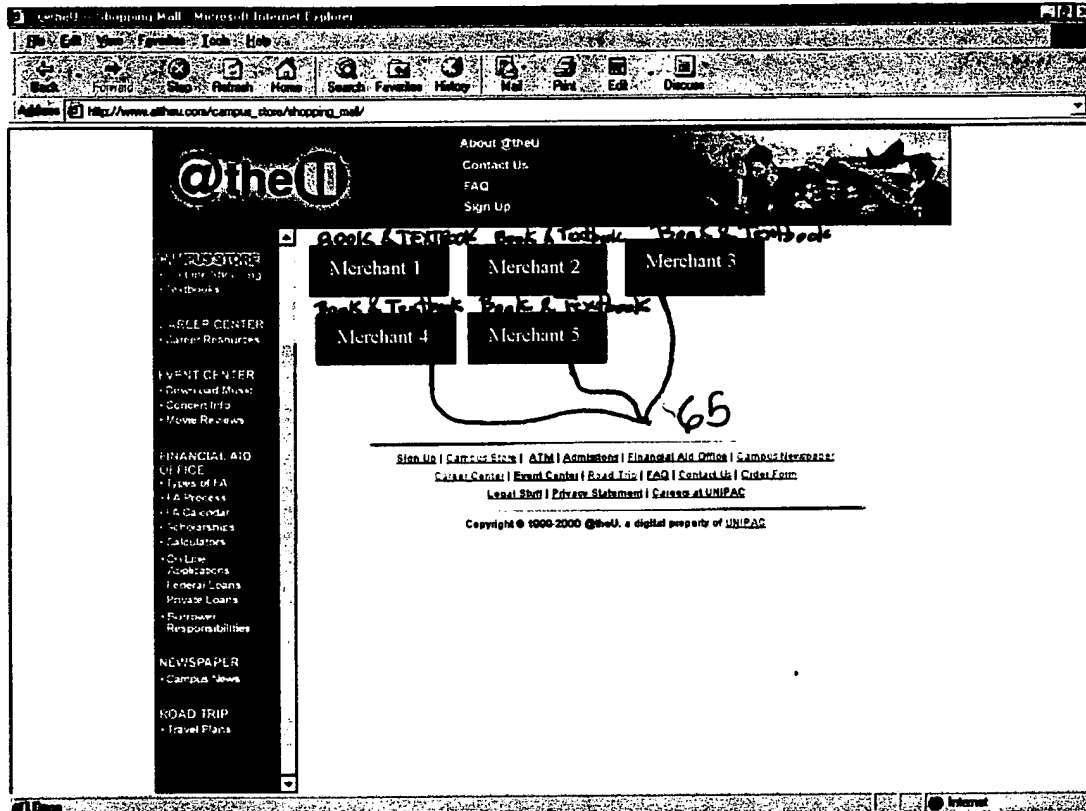 Shopping Mall - Microsoft Internet Explorer
File Edit View Favorites Tools Help
Back Forward Stop Refresh Home Search Favorites History Mail Print Edit Discuss
Address http://www.attheu.com/campus_store/shopping_mall/
@theU
About @theU
Contact Us
FAQ
Sign Up
CAMPUS STORE
• Textbooks
CAREER CENTER
• Career Resources
EVENT CENTER
• Download Music
• Concert Info
• Movie Reviews
FINANCIAL AID OFFICE
• Types of FA
• FA Process
• FA Calendar
• Scholarships
• Calculators
• On Line Applications
Federal Loans
Private Loans
• Borrower Responsibilities
NEWSPAPER
• Campus News
ROAD TRIP
• Travel Plans
BOOK & TEXTBOOK Book & Textbook Book & Textbook
Merchant 1 Merchant 2 Merchant 3
Book & Textbook Book & Textbook
Merchant 4 Merchant 5
65
Sign Up | Campus Store | ATM | Admissions | Financial Aid Office | Campus Newspaper
Career Center | Event Center | Road Trip | FAQ | Contact Us | Order Form
Legal Stuff | Privacy Statement | Careers at UNIPAC
Copyright © 1999-2000 @theU, a digital property of UNIPAC
Done
Internet